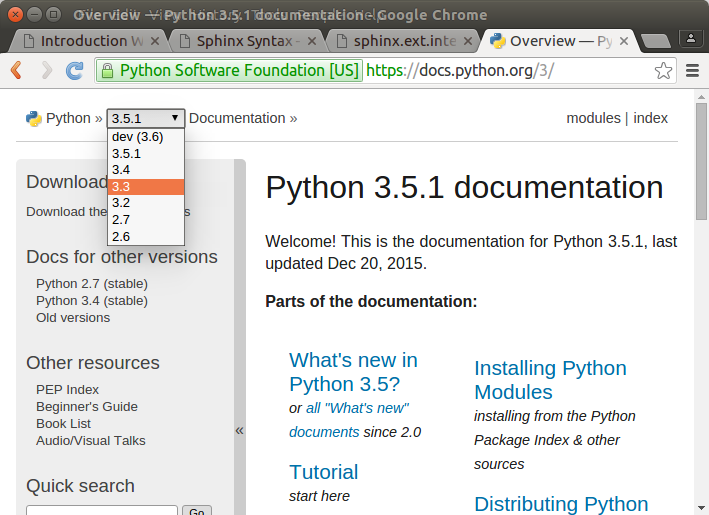 Overview — Python 3.5.1 documentation - Google Chrome
Introduction W
Sphinx Syntax -
sphinx.ext.inte
Overview — Py
Python Software Foundation [US] https://docs.python.org/3/
Python » 3.5.1 Documentation »
modules | index
dev (3.6)
3.5.1
3.4
3.3
3.2
2.7
2.6
Download
Download the s
Docs for other versions
Python 2.7 (stable)
Python 3.4 (stable)
Old versions
Other resources
PEP Index
Beginner's Guide
Book List
Audio/Visual Talks
Quick search
Go
«
Python 3.5.1 documentation
Welcome! This is the documentation for Python 3.5.1, last
updated Dec 20, 2015.
Parts of the documentation:
What's new in
Python 3.5?
or all "What's new"
documents since 2.0
Tutorial
start here
Installing Python
Modules
installing from the Python
Package Index & other
sources
Distributing Python